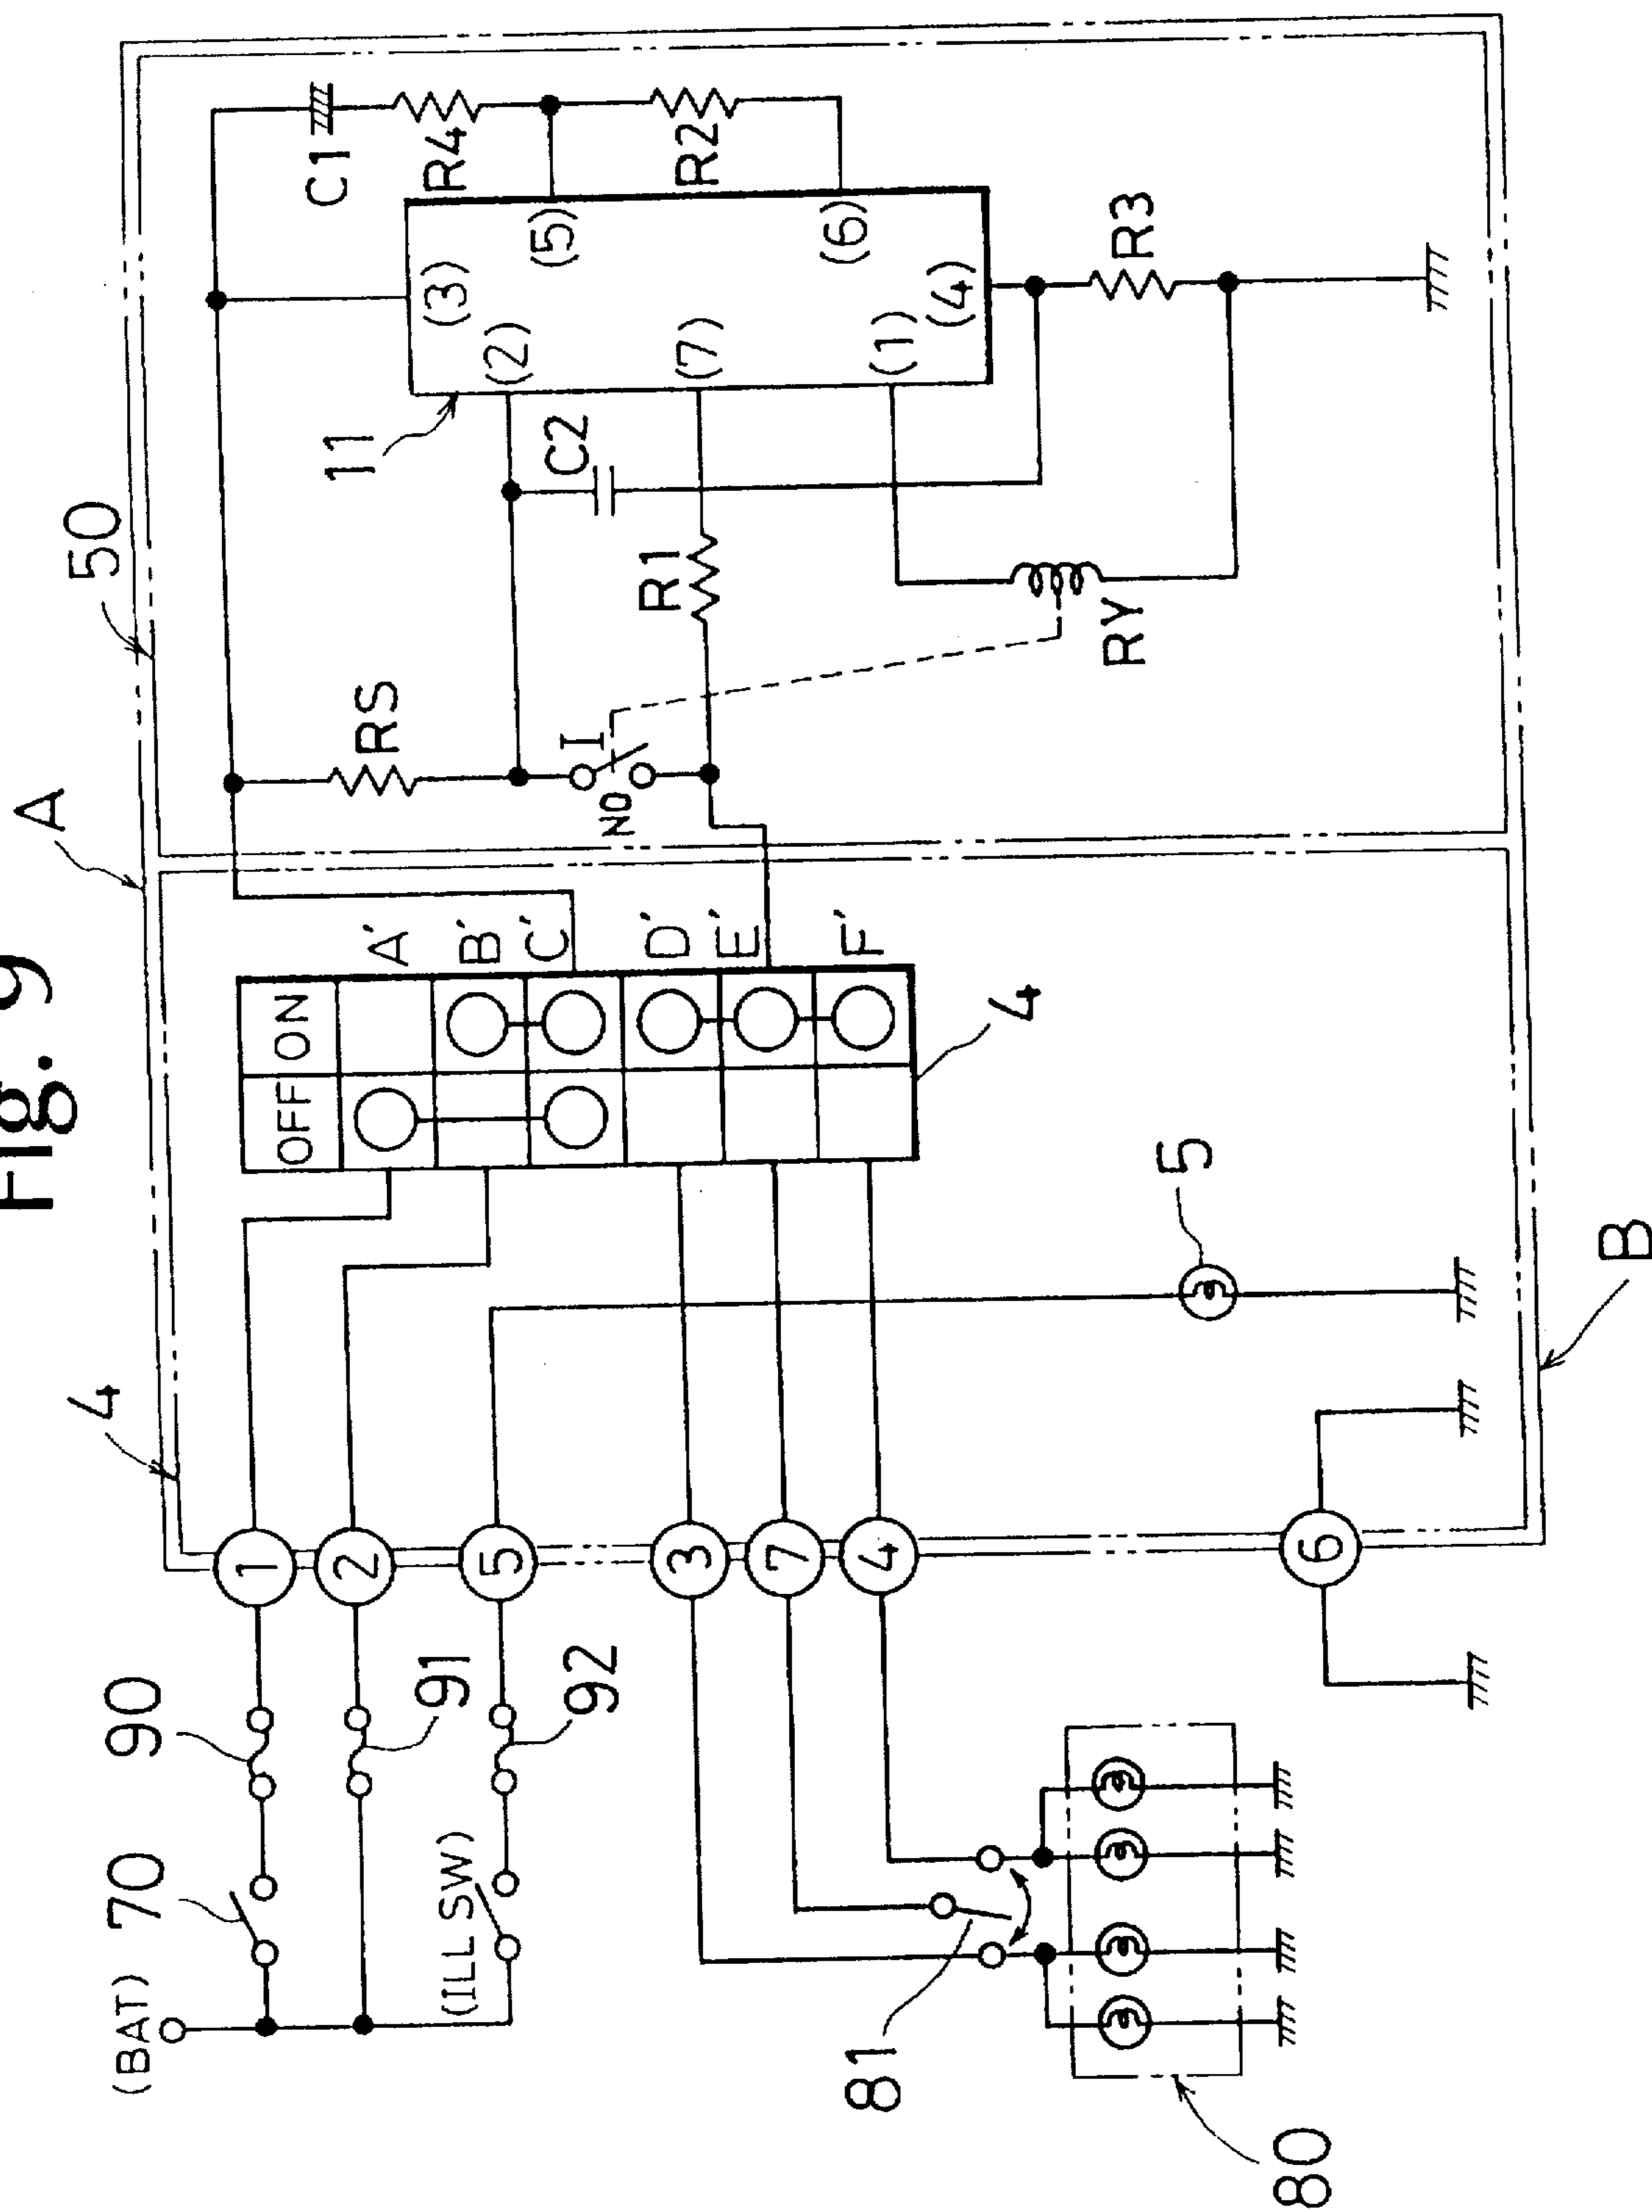 Fig. 9
A
50
4
C1
R4
R2
(3)
(5)
(6)
(2)
(7)
(1)
(4)
R3
11
C2
R1
RY
RS
I
NO
A'
B'
C'
D'
E'
F'
OFF ON
4
5
B
1
2
5
3
7
4
6
90
91
92
70
(BAT)
(ILL SW)
81
80